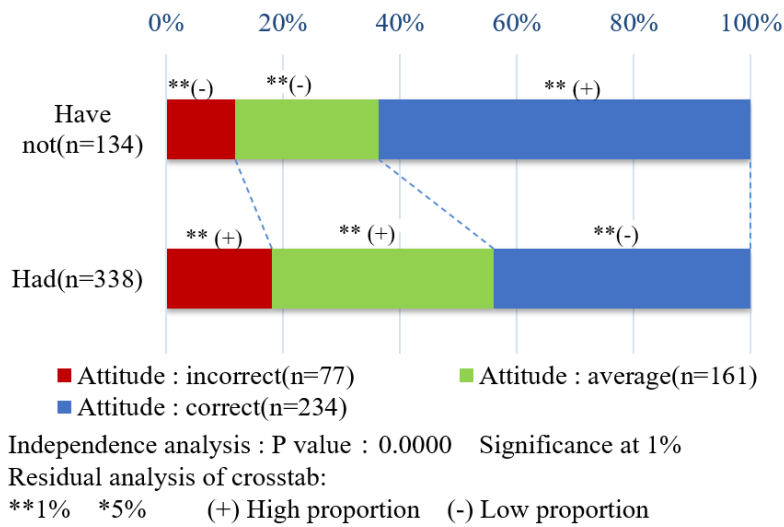 0% 20% 40% 60% 80% 100%
**(-) **(-) ** (+)
Have
not(n=134)
** (+) ** (+) **(-)
Had(n=338)
Attitude : incorrect(n=77) Attitude : average(n=161)
Attitude : correct(n=234)
Independence analysis : P value : 0.0000 Significance at 1%
Residual analysis of crosstab:
**1% *5% (+) High proportion (-) Low proportion